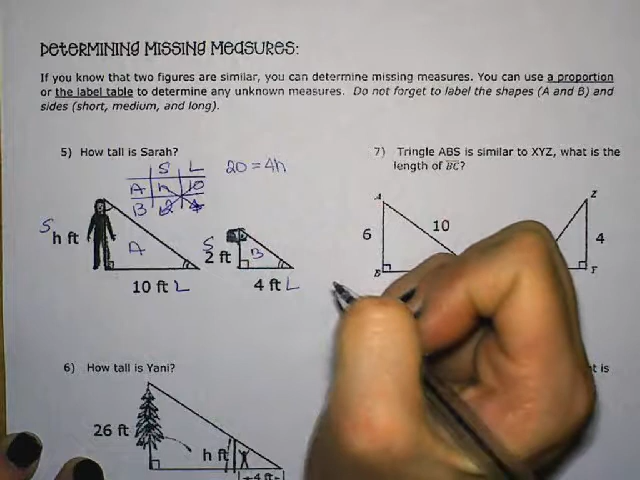 DETERMINING MISSING MEASURES:
If you know that two figures are similar, you can determine missing measures. You can use a proportion
or the label table to determine any unknown measures. Do not forget to label the shapes (A and B) and
sides (short, medium, and long).
5) How tall is Sarah?
S L
A h 10
B 2 4
20 = 4h
S
h ft
A
10 ft L
S
2 ft
B
4 ft L
7) Tringle ABS is similar to XYZ, what is the
length of BC?
A
6
10
B
Z
4
Y
6) How tall is Yani?
26 ft
h ft
4 ft
t is